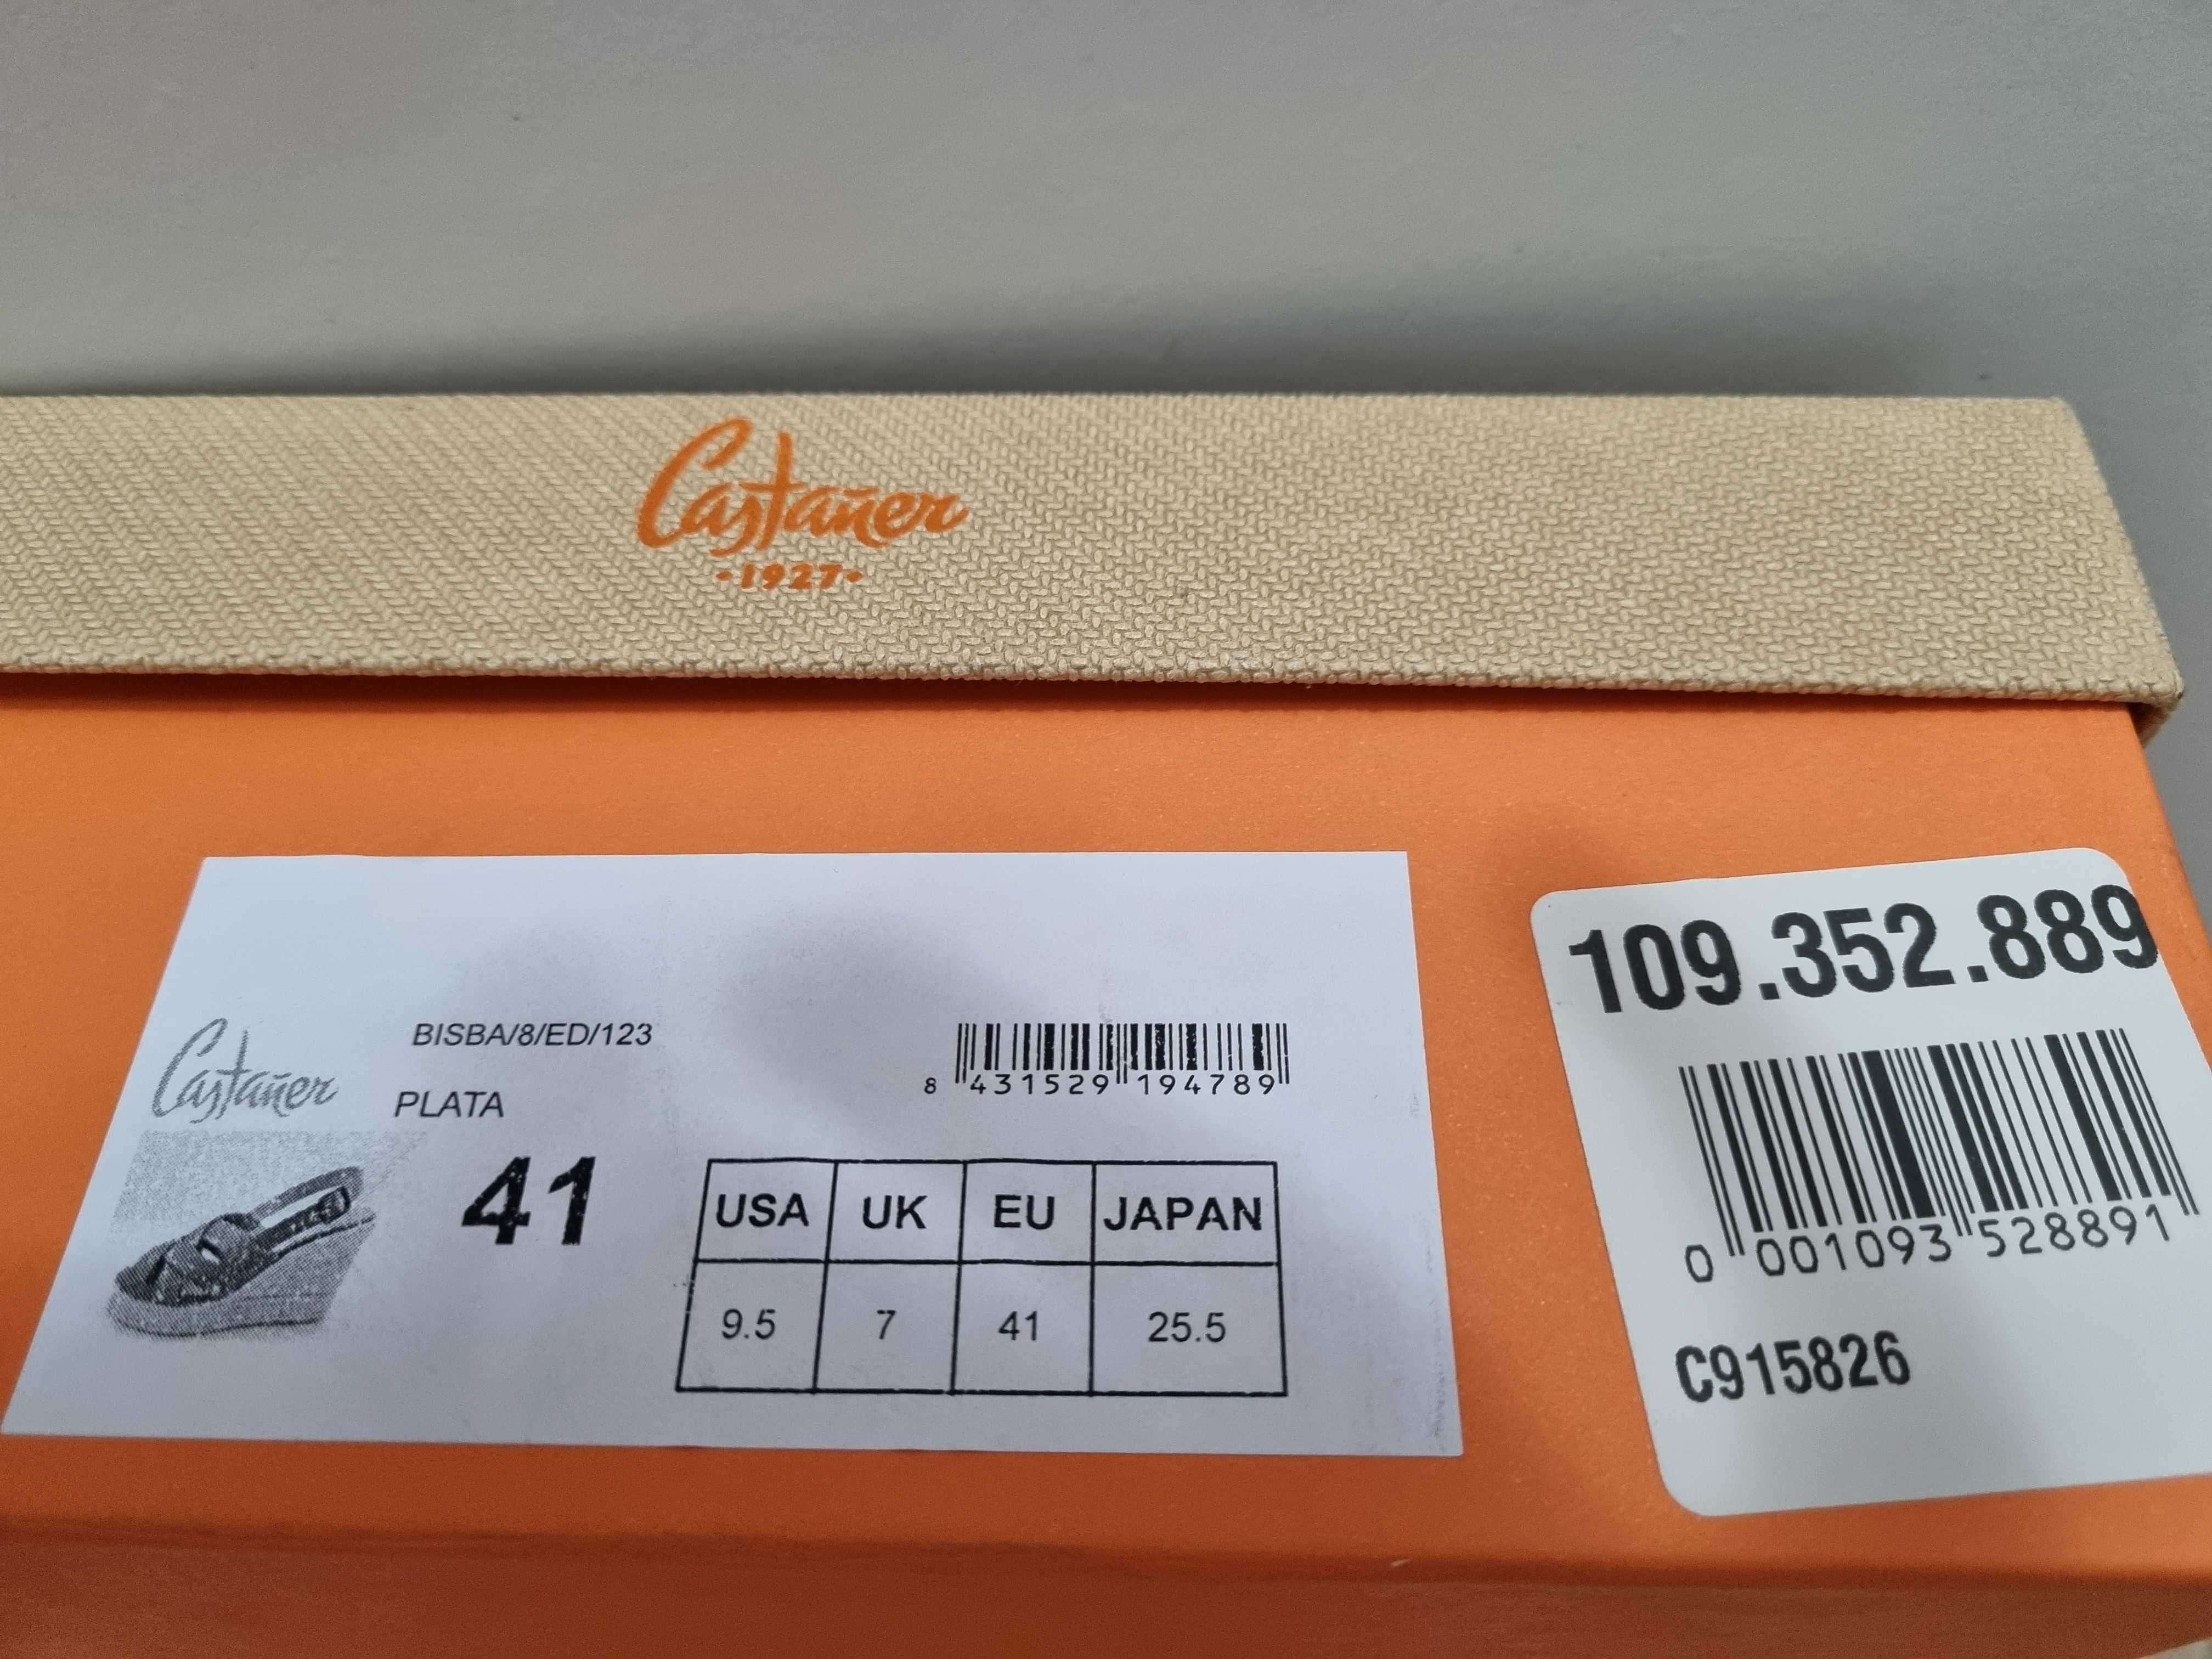 Castañer
·1927·
Castañer
BISBA/8/ED/123
PLATA
41
8 431529 194789
USA UK EU JAPAN
9.5 7 41 25.5
109.352.889
0 001093 528891
C915826